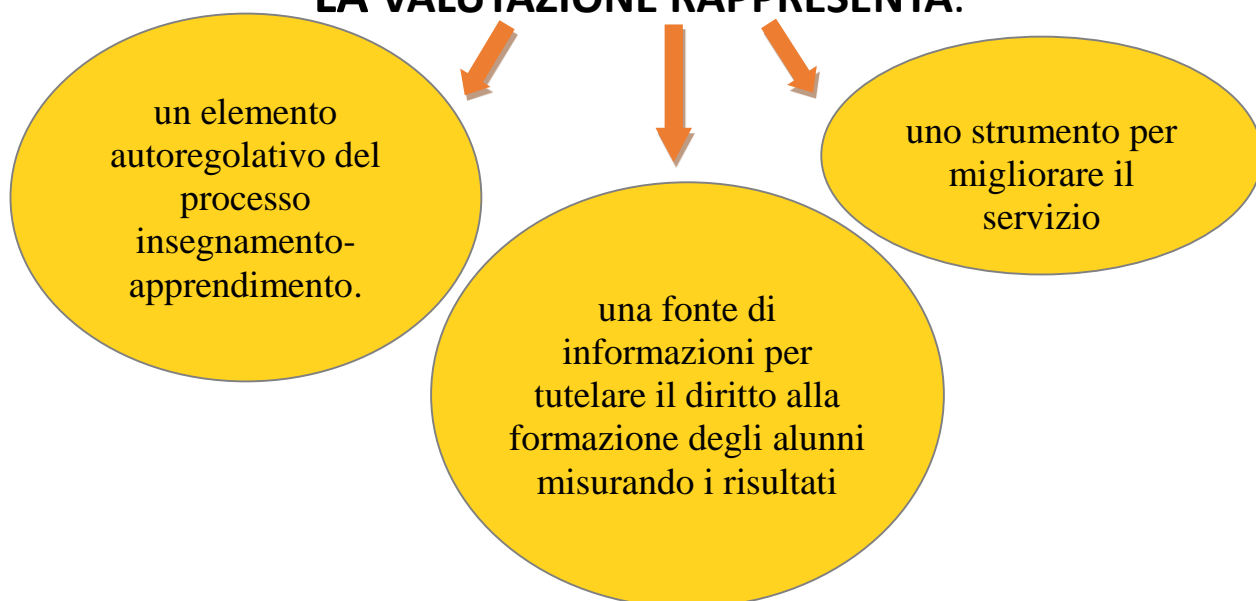 LA VALUTAZIONE RAPPRESENTA:
un elemento
autoregolativo del
processo
insegnamento-
apprendimento.
una fonte di
informazioni per
tutelare il diritto alla
formazione degli alunni
misurando i risultati
uno strumento per
migliorare il
servizio